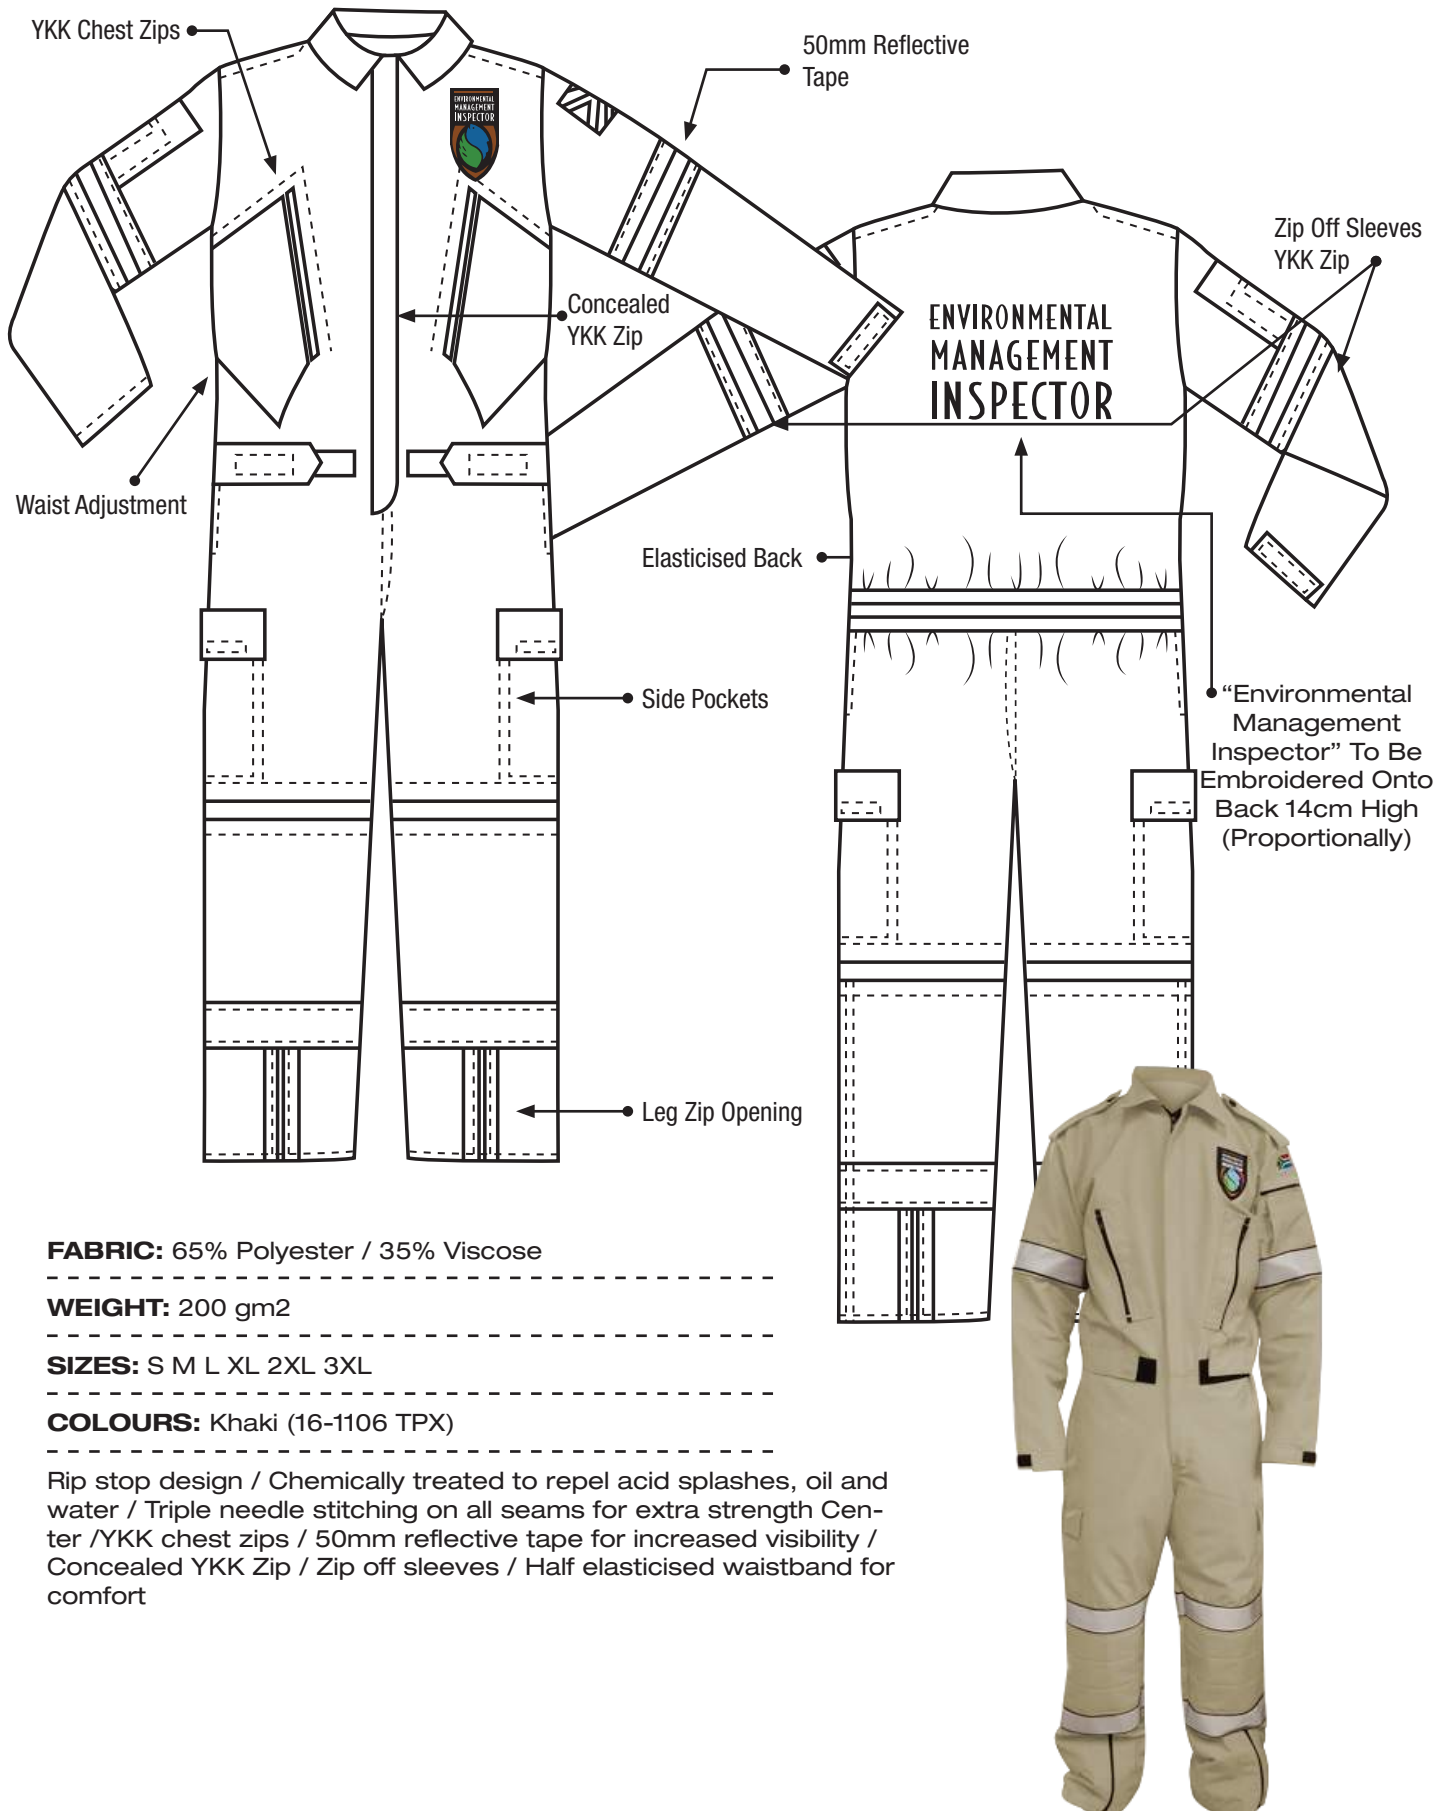 YKK Chest Zips
50mm Reflective
Tape
ENVIRONMENTAL
MANAGEMENT
INSPECTOR
Zip Off Sleeves
YKK Zip
Concealed
YKK Zip
ENVIRONMENTAL
MANAGEMENT
INSPECTOR
Waist Adjustment
Elasticised Back
Side Pockets
“Environmental
Management
Inspector” To Be
Embroidered Onto
Back 14cm High
(Proportionally)
Leg Zip Opening
FABRIC: 65% Polyester / 35% Viscose
WEIGHT: 200 gm2
SIZES: S M L XL 2XL 3XL
COLOURS: Khaki (16-1106 TPX)
Rip stop design / Chemically treated to repel acid splashes, oil and
water / Triple needle stitching on all seams for extra strength Cen-
ter /YKK chest zips / 50mm reflective tape for increased visibility /
Concealed YKK Zip / Zip off sleeves / Half elasticised waistband for
comfort